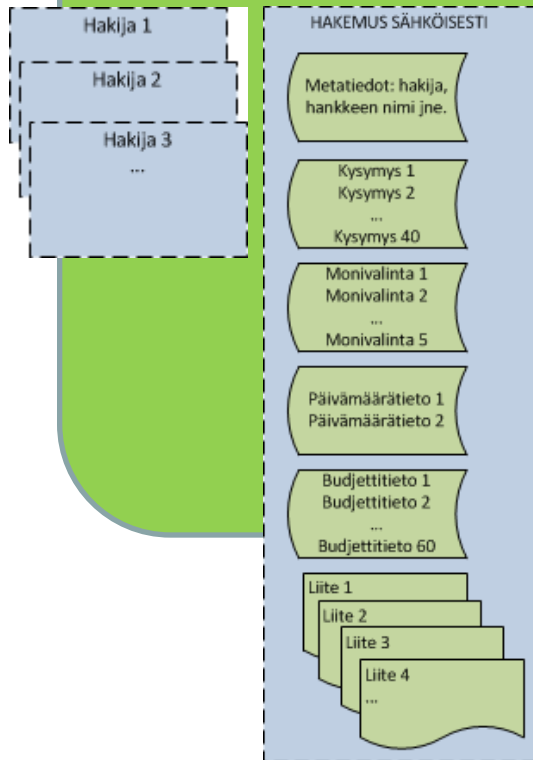 Hakija 1
Hakija 2
Hakija 3
...
HAKEMUS SÄHKÖISESTI
Metatiedot: hakija,
hankkeen nimi jne.
Kysymys 1
Kysymys 2
...
Kysymys 40
Monivalinta 1
Monivalinta 2
...
Monivalinta 5
Päivämäärätieto 1
Päivämäärätieto 2
Budjettitieto 1
Budjettitieto 2
...
Budjettitieto 60
Liite 1
Liite 2
Liite 3
Liite 4
...